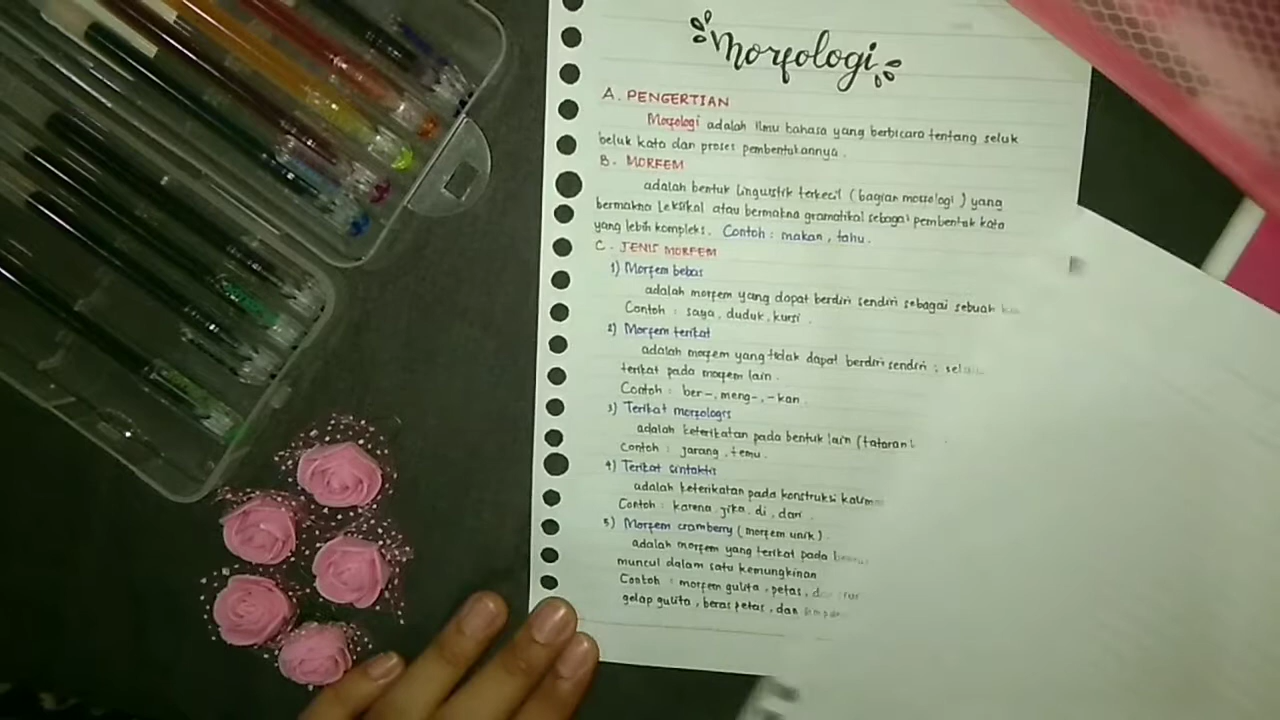 Morfologi
A. PENGERTIAN
Morfologi adalah ilmu bahasa yang berbicara tentang seluk
beluk kata dan proses pembentukannya.
B. MORFEM
adalah bentuk linguistik terkecil (bagian morfologi) yang
bermakna leksikal atau bermakna gramatikal sebagai pembentuk kata
yang lebih kompleks. Contoh : makan, tahu.
C. JENIS MORFEM
1) Morfem bebas
adalah morfem yang dapat berdiri sendiri sebagai sebuah
Contoh : saya, duduk, kursi.
2) Morfem terikat
adalah morfem yang tidak dapat berdiri sendiri ;
terikat pada morfem lain.
Contoh : ber-, meng-, -kan.
3) Terikat morfologis
adalah keterikatan pada bentuk lain (tataran
Contoh : jarang, temu.
4) Terikat sintaktis
adalah keterikatan pada konstruksi
Contoh : karena, jika, di, dari.
5) Morfem cramberry (morfem unik).
adalah morfem yang terikat pada
muncul dalam satu kemungkinan
Contoh : morfem gulita, petas,
gelap gulita, beras petas, dan